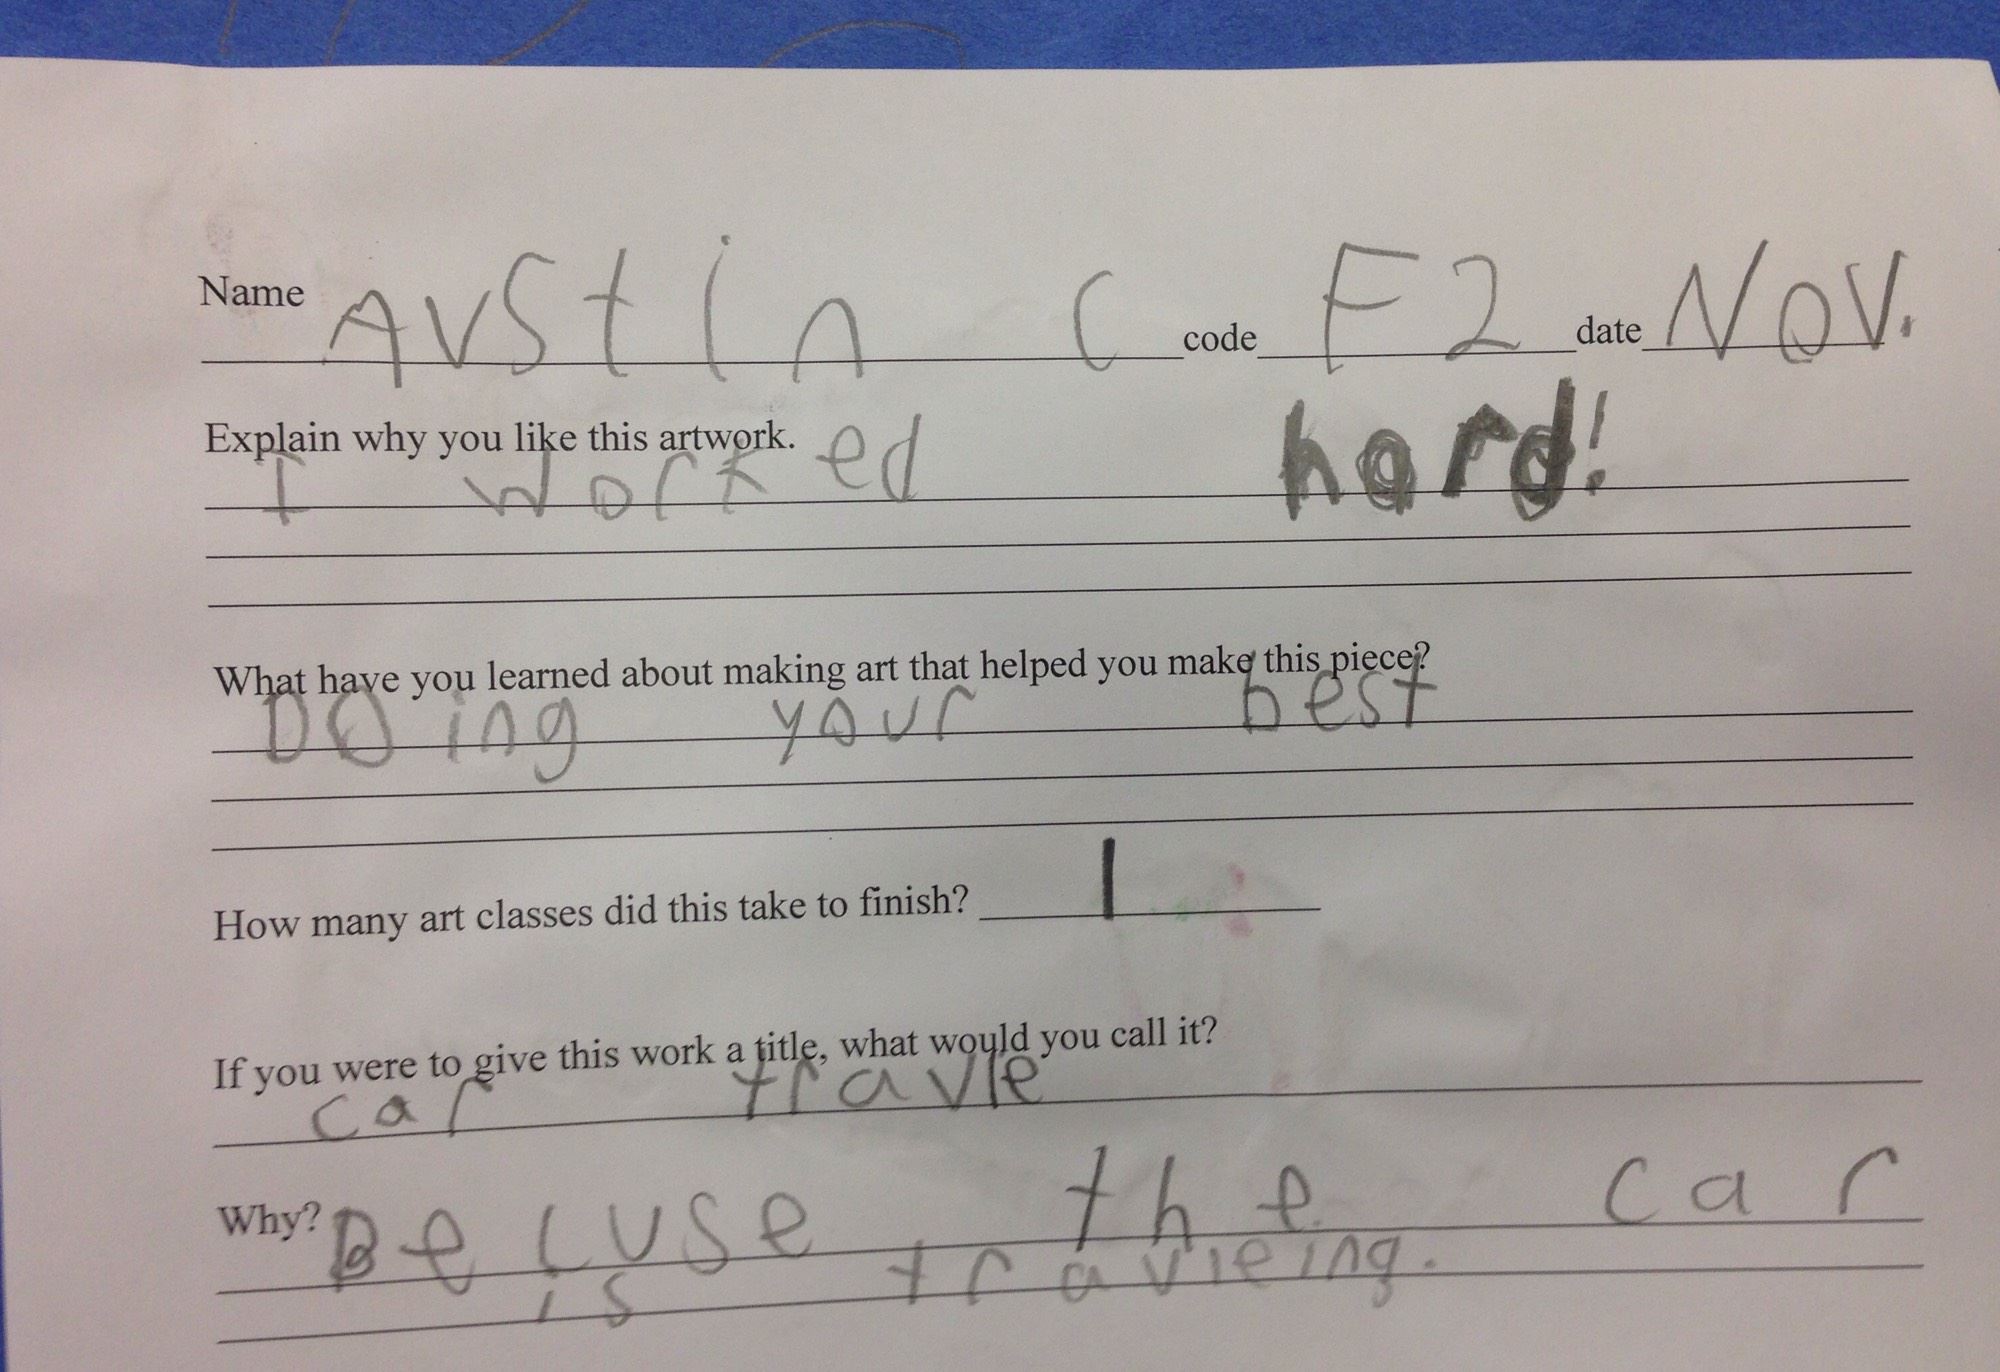 Name Austin C code F2 date Nov.
Explain why you like this artwork.
I worked hard!
What have you learned about making art that helped you make this piece?
DOing your best
How many art classes did this take to finish? 1
If you were to give this work a title, what would you call it?
car travle
Why? Becuse the car
is travleing.